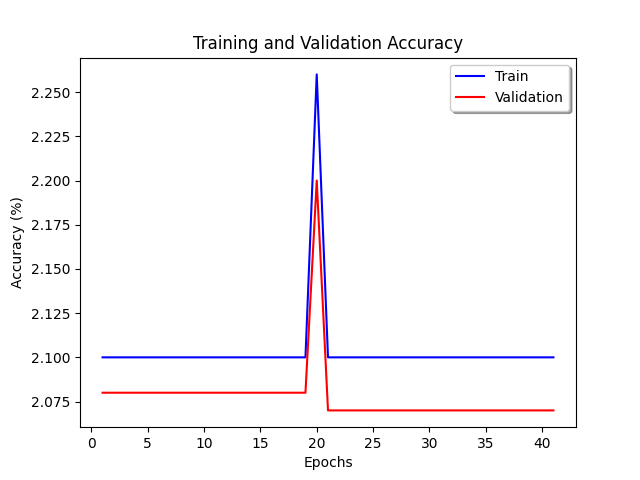 Training and Validation Accuracy
Train
Validation
2.250
2.225
2.200
2.175
2.150
2.125
2.100
2.075
Accuracy (%)
0 5 10 15 20 25 30 35 40
Epochs